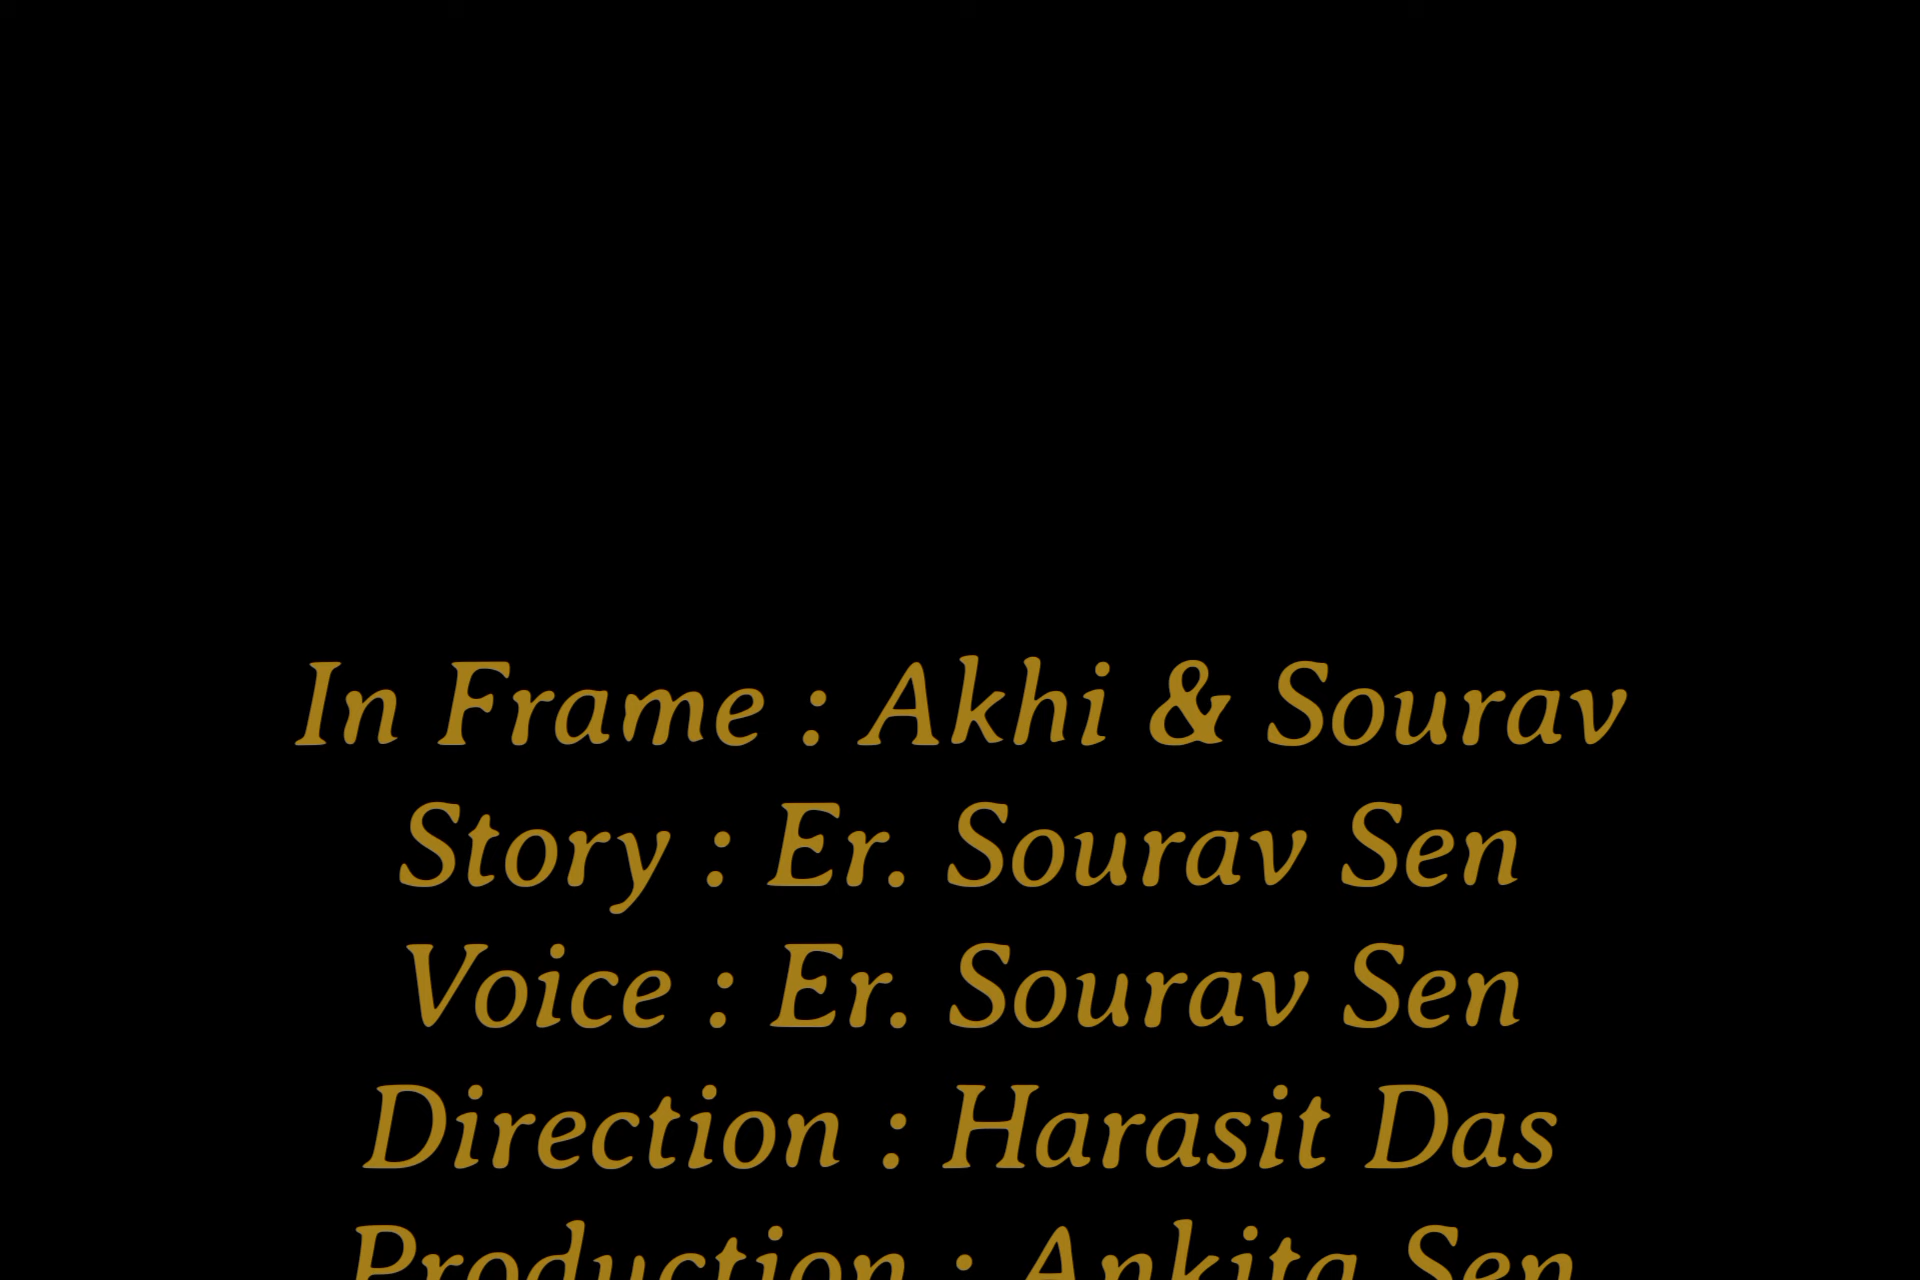 In Frame : Akhi & Sourav
Story : Er. Sourav Sen
Voice : Er. Sourav Sen
Direction : Harasit Das
Production : Ankita Sen